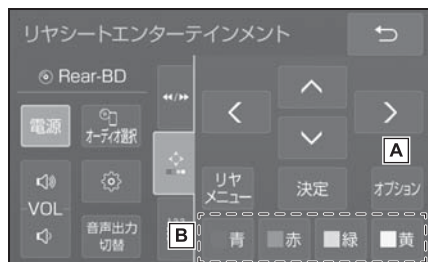 リヤシートエンターテインメント
Rear-BD
電源
オーディオ選択
VOL
音声出力
切替
リヤ
メニュー
決定
オプション
A
B
青
赤
緑
黄